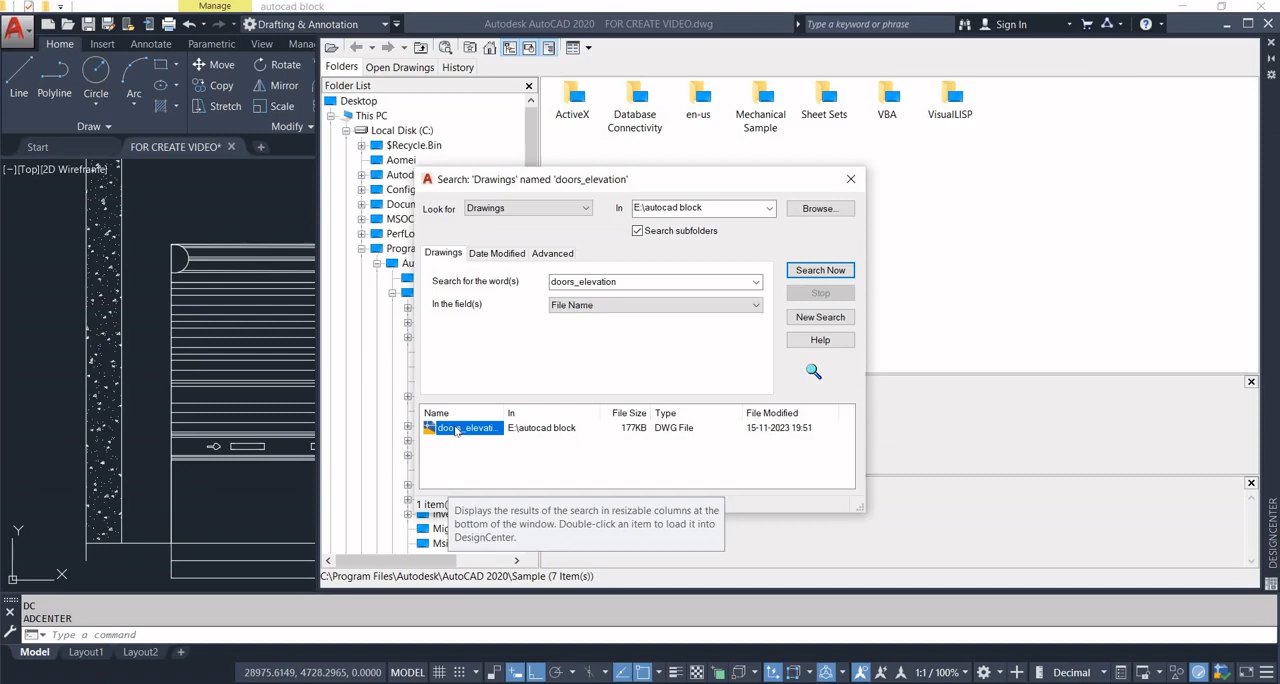 Manage
autocad block
Drafting & Annotation
Autodesk AutoCAD 2020 FOR CREATE VIDEO.dwg
Type a keyword or phrase
Sign In
Home
Insert
Annotate
Parametric
View
Mana
Line
Polyline
Circle
Arc
Move
Rotate
Copy
Mirror
Stretch
Scale
Draw
Modify
Folders
Open Drawings
History
Folder List
Desktop
This PC
Local Disk (C:)
$Recycle.Bin
Aomei
Autod
Config
Docum
MSOC
PerfLo
Progra
Au
Mig
Msi
ActiveX
Database Connectivity
en-us
Mechanical Sample
Sheet Sets
VBA
VisualLISP
Start
FOR CREATE VIDEO*
[−][Top][2D Wireframe]
Search: 'Drawings' named 'doors_elevation'
Look for
Drawings
In
E:\autocad block
Browse...
Search subfolders
Drawings
Date Modified
Advanced
Search for the word(s)
doors_elevation
In the field(s)
File Name
Search Now
Stop
New Search
Help
Name
In
File Size
Type
File Modified
doors_elevati...
E:\autocad block
177KB
DWG File
15-11-2023 19:51
1 item(
Displays the results of the search in resizable columns at the
bottom of the window. Double-click an item to load it into
DesignCenter.
C:\Program Files\Autodesk\AutoCAD 2020\Sample (7 Item(s))
DESIGNCENTER
Y
X
DC
ADCENTER
Type a command
Model
Layout1
Layout2
28975.6149, 4728.2965, 0.0000
MODEL
1:1 / 100%
Decimal